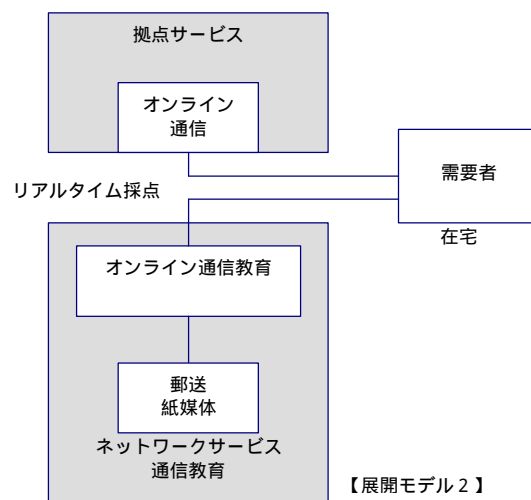 拠点サービス
オンライン
通信
需要者
リアルタイム採点
在宅
オンライン通信教育
郵送
紙媒体
ネットワークサービス
通信教育
【展開モデル２】